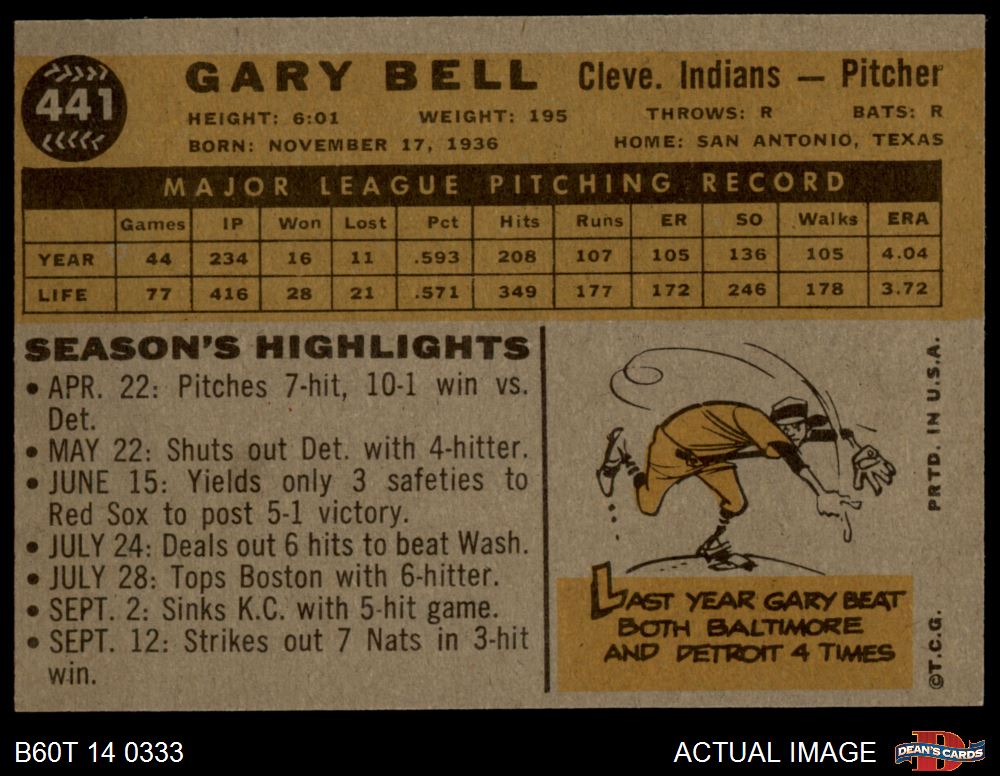 441
GARY BELL Cleve. Indians — Pitcher
HEIGHT: 6:01 WEIGHT: 195 THROWS: R BATS: R
BORN: NOVEMBER 17, 1936 HOME: SAN ANTONIO, TEXAS
MAJOR LEAGUE PITCHING RECORD
Games IP Won Lost Pct Hits Runs ER SO Walks ERA
YEAR 44 234 16 11 .593 208 107 105 136 105 4.04
LIFE 77 416 28 21 .571 349 177 172 246 178 3.72
SEASON'S HIGHLIGHTS
• APR. 22: Pitches 7-hit, 10-1 win vs.
Det.
• MAY 22: Shuts out Det. with 4-hitter.
• JUNE 15: Yields only 3 safeties to
Red Sox to post 5-1 victory.
• JULY 24: Deals out 6 hits to beat Wash.
• JULY 28: Tops Boston with 6-hitter.
• SEPT. 2: Sinks K.C. with 5-hit game.
• SEPT. 12: Strikes out 7 Nats in 3-hit
win.
LAST YEAR GARY BEAT
BOTH BALTIMORE
AND DETROIT 4 TIMES
PRTD. IN U.S.A.
©T.C.G.
B60T 14 0333
ACTUAL IMAGE
DEAN'S CARDS